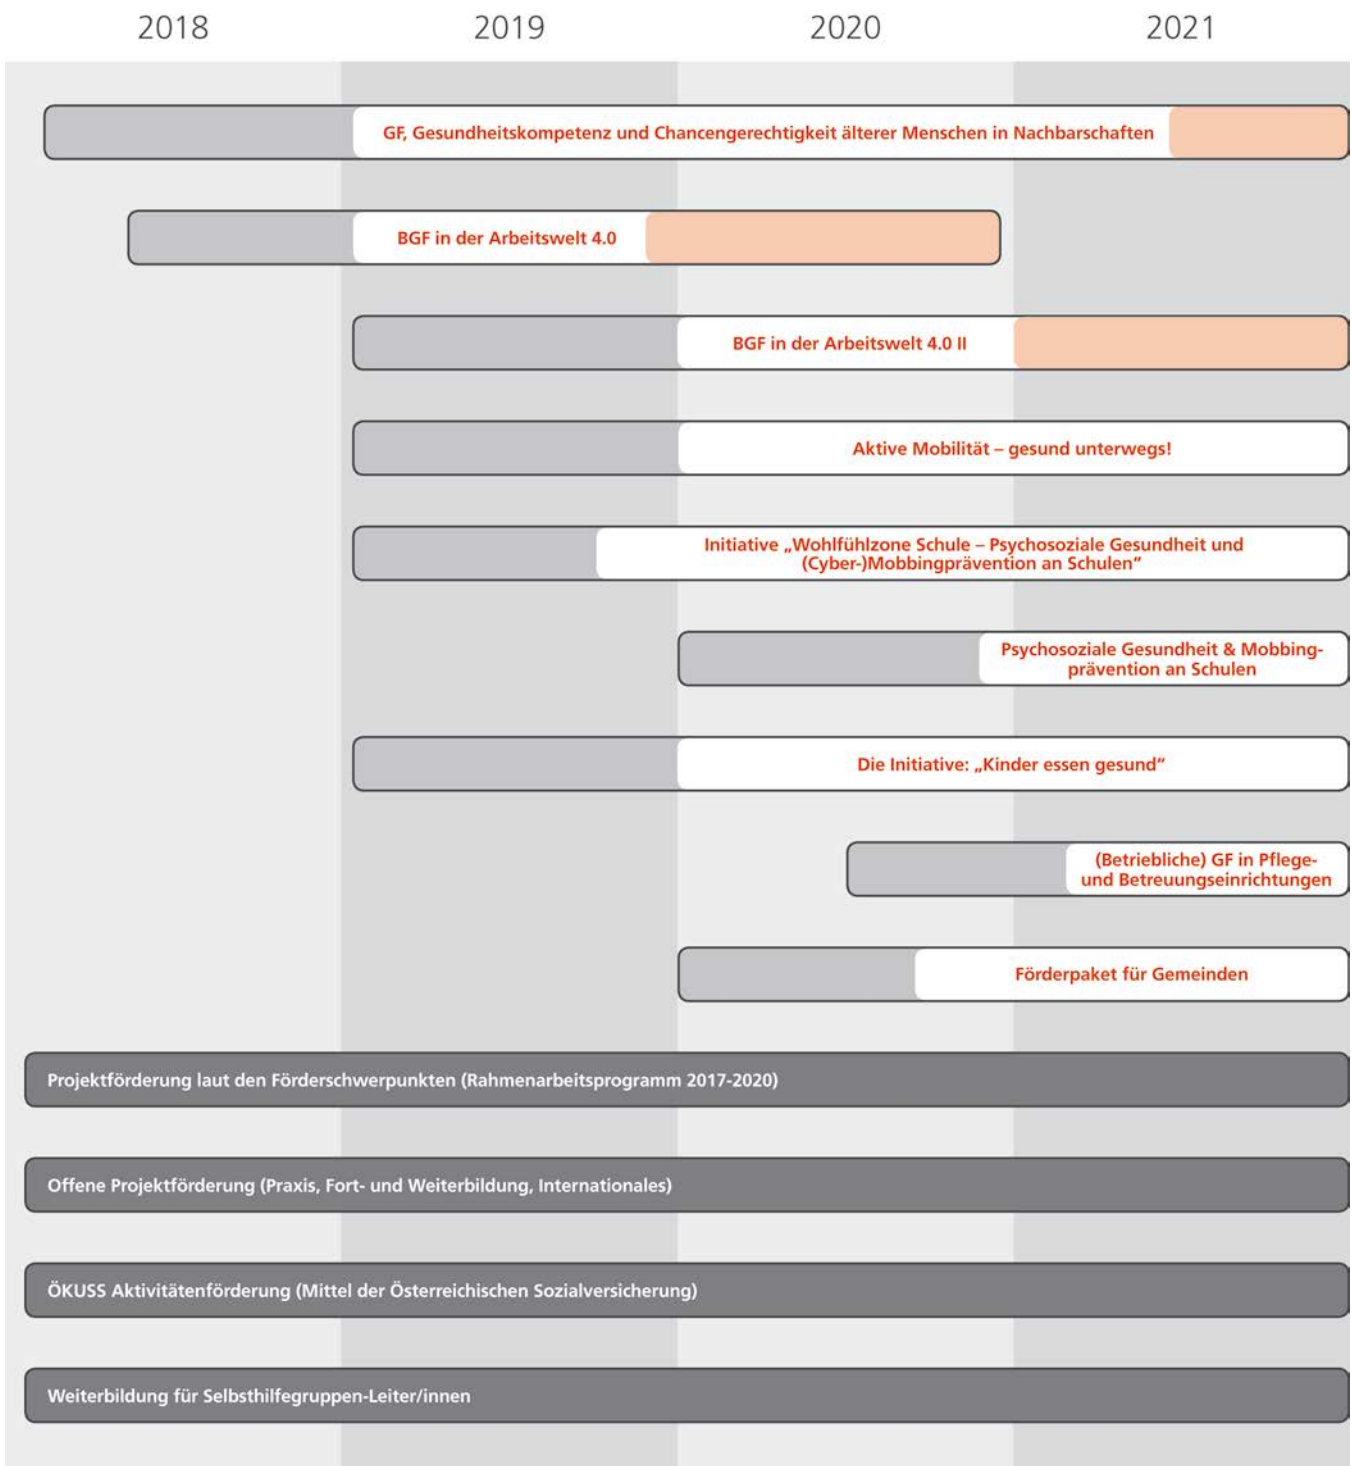 2018 2019 2020 2021
GF, Gesundheitskompetenz und Chancengerechtigkeit älterer Menschen in Nachbarschaften
BGF in der Arbeitswelt 4.0
BGF in der Arbeitswelt 4.0 II
Aktive Mobilität – gesund unterwegs!
Initiative „Wohlfühlzone Schule – Psychosoziale Gesundheit und
(Cyber-)Mobbingprävention an Schulen“
Psychosoziale Gesundheit & Mobbing-
prävention an Schulen
Die Initiative: „Kinder essen gesund“
(Betriebliche) GF in Pflege-
und Betreuungseinrichtungen
Förderpaket für Gemeinden
Projektförderung laut den Förderschwerpunkten (Rahmenarbeitsprogramm 2017-2020)
Offene Projektförderung (Praxis, Fort- und Weiterbildung, Internationales)
ÖKUSS Aktivitätenförderung (Mittel der Österreichischen Sozialversicherung)
Weiterbildung für Selbsthilfegruppen-Leiter/innen